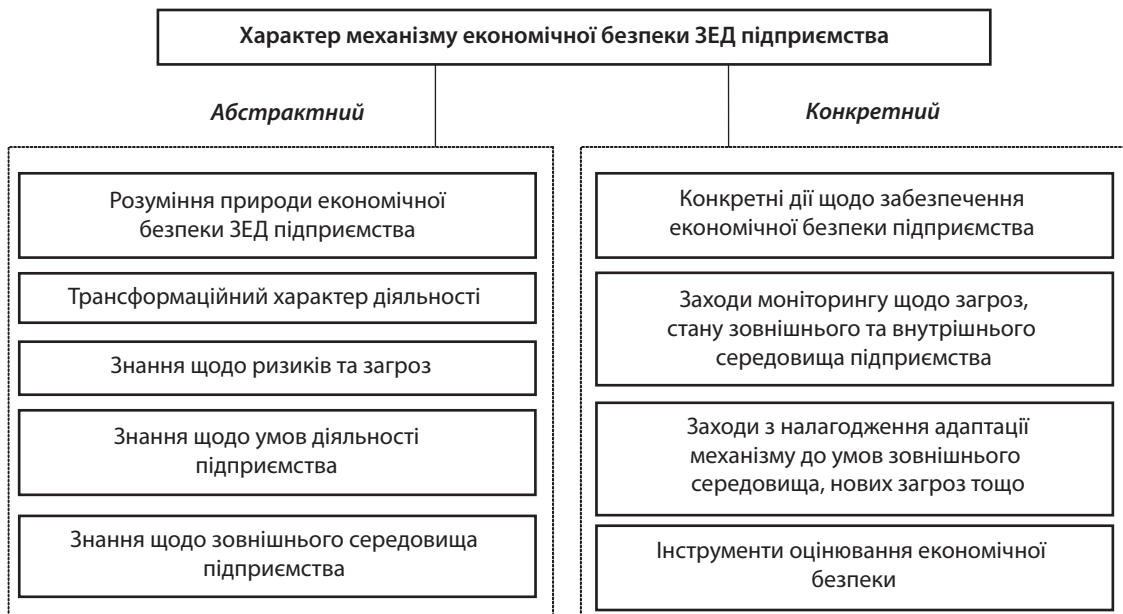 Характер механізму економічної безпеки ЗЕД підприємства
Абстрактний
Конкретний
Розуміння природи економічної
безпеки ЗЕД підприємства
Трансформаційний характер діяльності
Знання щодо ризиків та загроз
Знання щодо умов діяльності
підприємства
Знання щодо зовнішнього середовища
підприємства
Конкретні дії щодо забезпечення
економічної безпеки підприємства
Заходи моніторингу щодо загроз,
стану зовнішнього та внутрішнього
середовища підприємства
Заходи з налагодження адаптації
механізму до умов зовнішнього
середовища, нових загроз тощо
Інструменти оцінювання економічної
безпеки